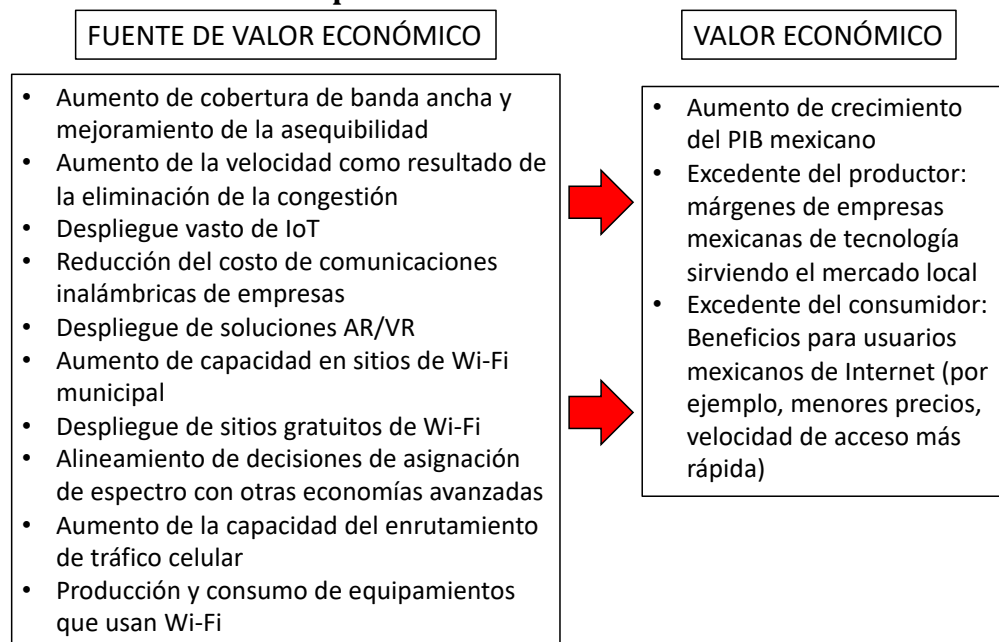 FUENTE DE VALOR ECONÓMICO
• Aumento de cobertura de banda ancha y
mejoramiento de la asequibilidad
• Aumento de la velocidad como resultado de
la eliminación de la congestión
• Despliegue vasto de IoT
• Reducción del costo de comunicaciones
inalámbricas de empresas
• Despliegue de soluciones AR/VR
• Aumento de capacidad en sitios de Wi-Fi
municipal
• Despliegue de sitios gratuitos de Wi-Fi
• Alineamiento de decisiones de asignación
de espectro con otras economías avanzadas
• Aumento de la capacidad del enrutamiento
de tráfico celular
• Producción y consumo de equipamientos
que usan Wi-Fi
VALOR ECONÓMICO
• Aumento de crecimiento
del PIB mexicano
• Excedente del productor:
márgenes de empresas
mexicanas de tecnología
sirviendo el mercado local
• Excedente del consumidor:
Beneficios para usuarios
mexicanos de Internet (por
ejemplo, menores precios,
velocidad de acceso más
rápida)